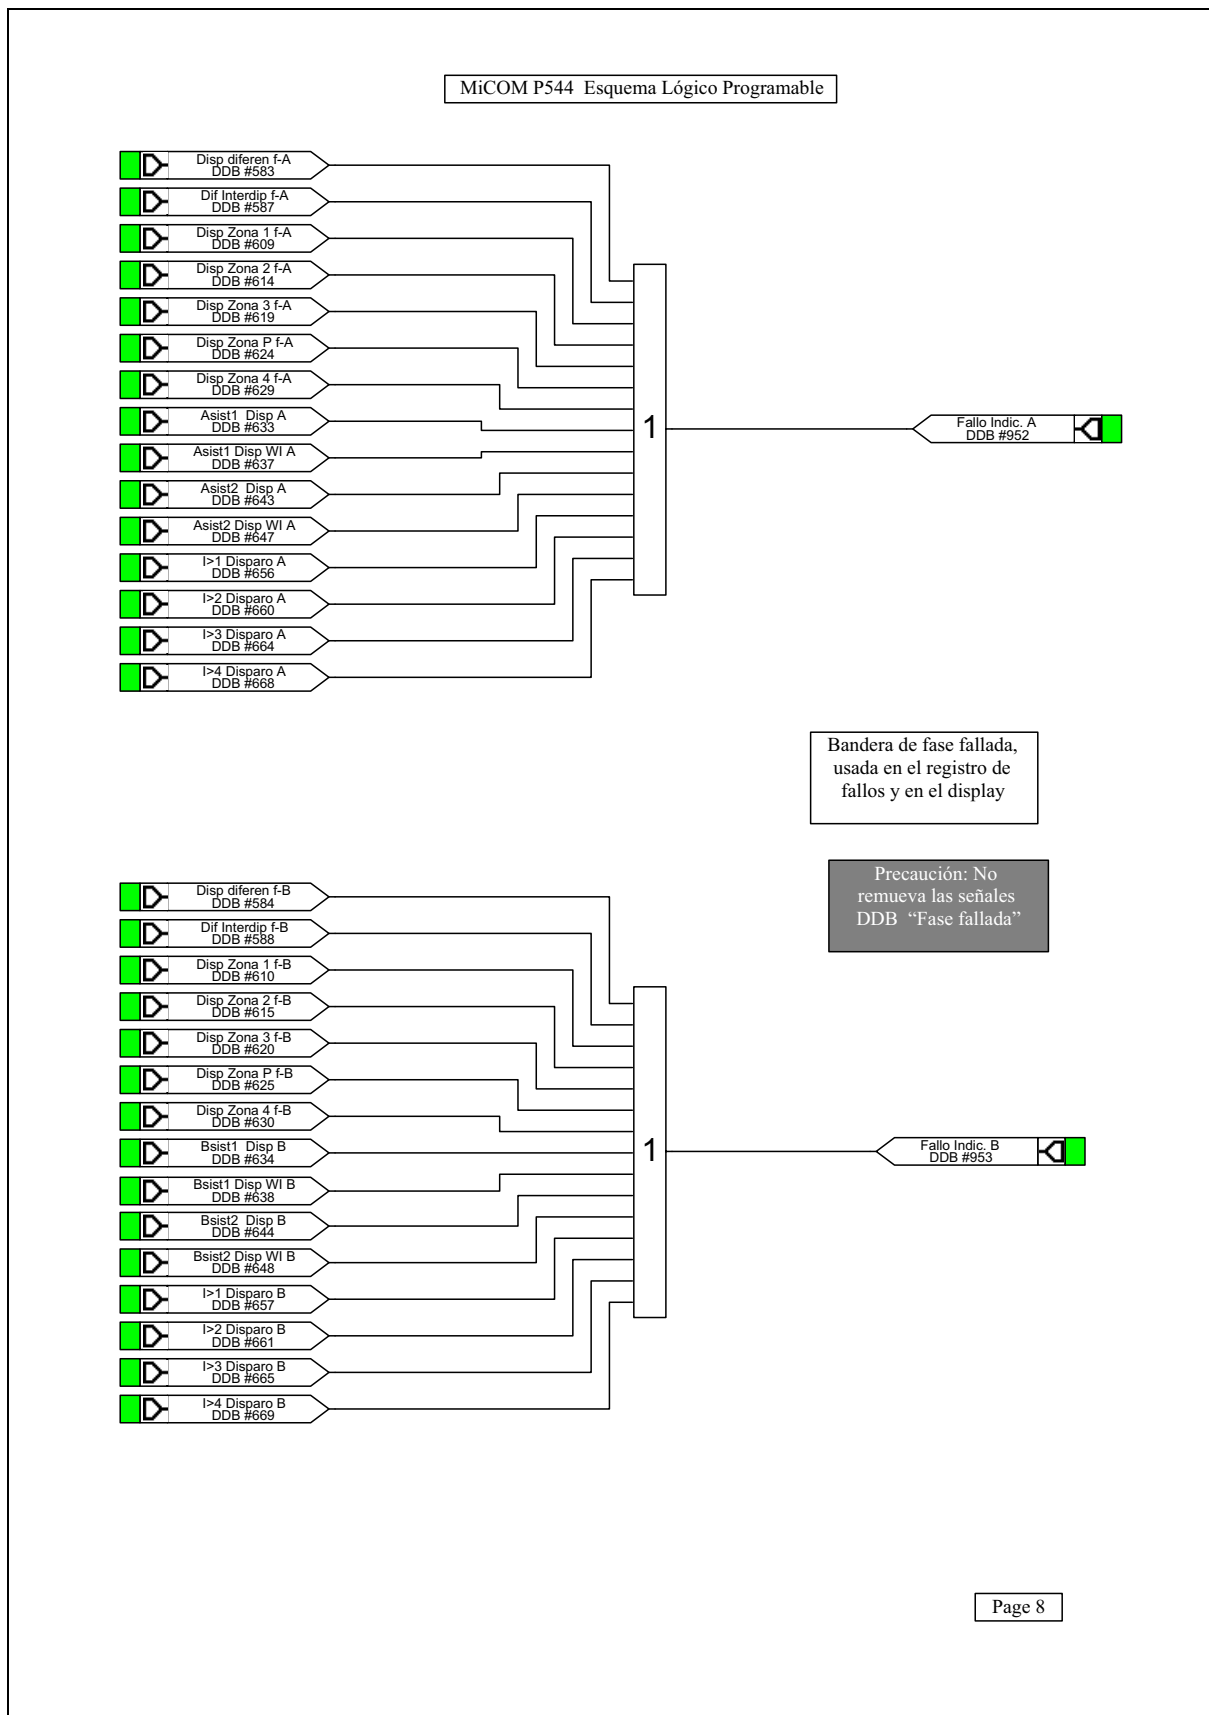 MiCOM P544 Esquema Lógico Programable
Disp diferen f-A
DDB #583
Dif Interdip f-A
DDB #587
Disp Zona 1 f-A
DDB #609
Disp Zona 2 f-A
DDB #614
Disp Zona 3 f-A
DDB #619
Disp Zona P f-A
DDB #624
Disp Zona 4 f-A
DDB #629
Asist1 Disp A
DDB #633
Asist1 Disp WI A
DDB #637
Asist2 Disp A
DDB #643
Asist2 Disp WI A
DDB #647
I>1 Disparo A
DDB #656
I>2 Disparo A
DDB #660
I>3 Disparo A
DDB #664
I>4 Disparo A
DDB #668
1
Fallo Indic. A
DDB #952
Bandera de fase fallada,
usada en el registro de
fallos y en el display
Precaución: No
remueva las señales
DDB “Fase fallada”
Disp diferen f-B
DDB #584
Dif Interdip f-B
DDB #588
Disp Zona 1 f-B
DDB #610
Disp Zona 2 f-B
DDB #615
Disp Zona 3 f-B
DDB #620
Disp Zona P f-B
DDB #625
Disp Zona 4 f-B
DDB #630
Bsist1 Disp B
DDB #634
Bsist1 Disp WI B
DDB #638
Bsist2 Disp B
DDB #644
Bsist2 Disp WI B
DDB #648
I>1 Disparo B
DDB #657
I>2 Disparo B
DDB #661
I>3 Disparo B
DDB #665
I>4 Disparo B
DDB #669
1
Fallo Indic. B
DDB #953
Page 8